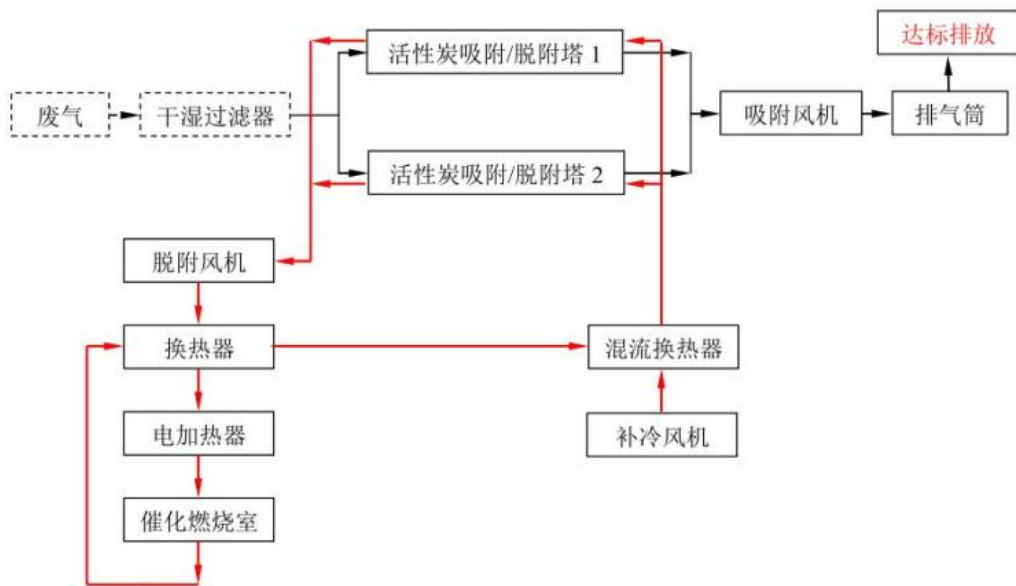 达标排放
活性炭吸附/脱附塔 1
废气
干湿过滤器
吸附风机
排气筒
活性炭吸附/脱附塔 2
脱附风机
换热器
混流换热器
电加热器
补冷风机
催化燃烧室